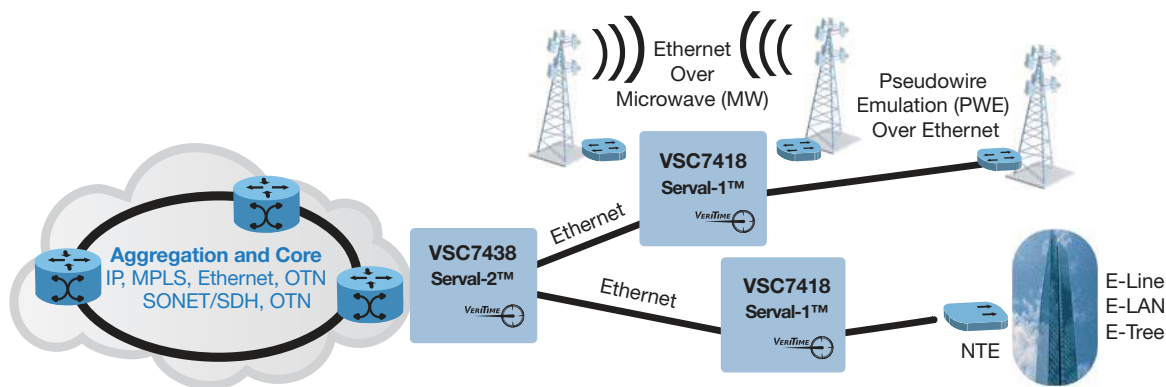 Ethernet
Over
Microwave (MW)
Pseudowire
Emulation (PWE)
Over Ethernet
VSC7418
Serval-1™
VERITIME
Ethernet
Aggregation and Core
IP, MPLS, Ethernet, OTN
SONET/SDH, OTN
VSC7438
Serval-2™
VERITIME
Ethernet
VSC7418
Serval-1™
VERITIME
NTE
E-Line
E-LAN
E-Tree